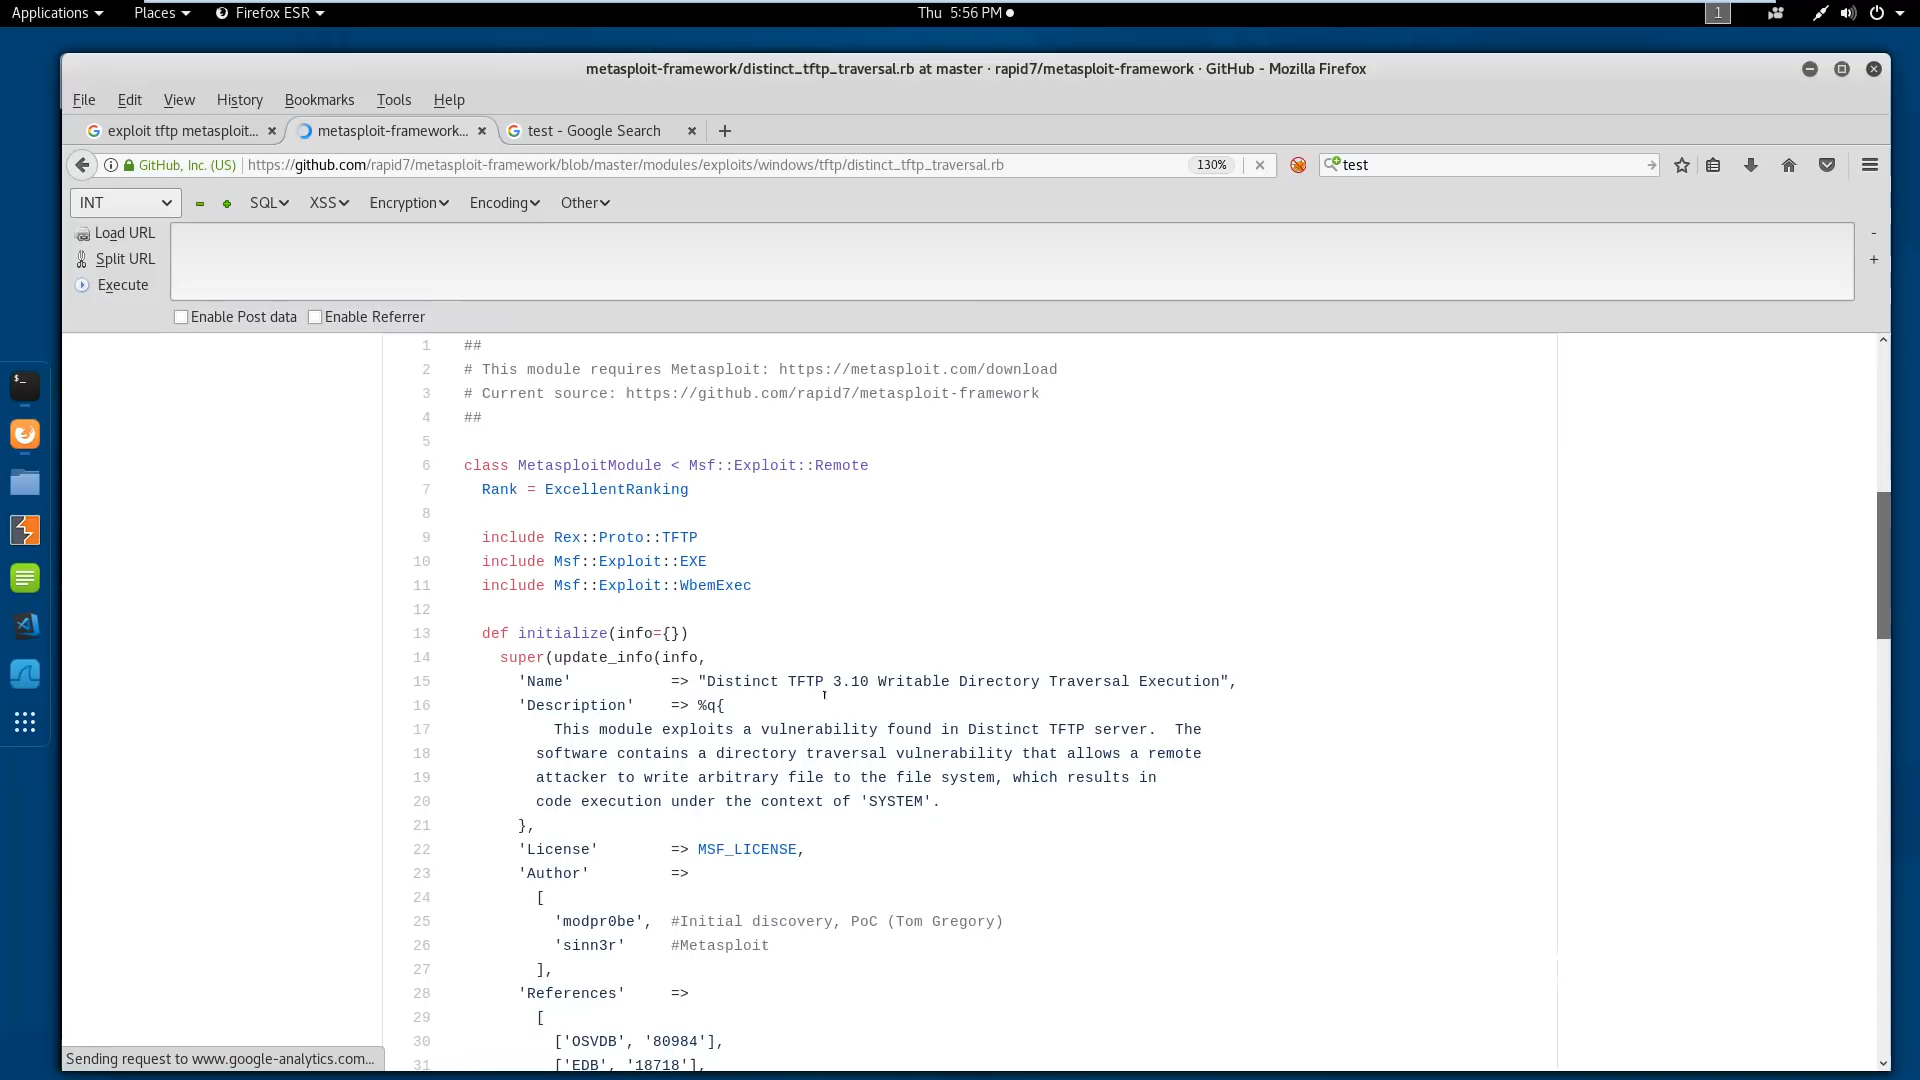 Applications Places Firefox ESR Thu 5:56 PM 1
metasploit-framework/distinct_tftp_traversal.rb at master · rapid7/metasploit-framework · GitHub - Mozilla Firefox
File Edit View History Bookmarks Tools Help
exploit tftp metasploit... metasploit-framework... test - Google Search
GitHub, Inc. (US) https://github.com/rapid7/metasploit-framework/blob/master/modules/exploits/windows/tftp/distinct_tftp_traversal.rb 130% test
INT SQL XSS Encryption Encoding Other
Load URL
Split URL
Execute
Enable Post data Enable Referrer
1 ##
2 # This module requires Metasploit: https://metasploit.com/download
3 # Current source: https://github.com/rapid7/metasploit-framework
4 ##
5
6 class MetasploitModule < Msf::Exploit::Remote
7 Rank = ExcellentRanking
8
9 include Rex::Proto::TFTP
10 include Msf::Exploit::EXE
11 include Msf::Exploit::WbemExec
12
13 def initialize(info={})
14 super(update_info(info,
15 'Name' => "Distinct TFTP 3.10 Writable Directory Traversal Execution",
16 'Description' => %q{
17 This module exploits a vulnerability found in Distinct TFTP server. The
18 software contains a directory traversal vulnerability that allows a remote
19 attacker to write arbitrary file to the file system, which results in
20 code execution under the context of 'SYSTEM'.
21 },
22 'License' => MSF_LICENSE,
23 'Author' =>
24 [
25 'modpr0be', #Initial discovery, PoC (Tom Gregory)
26 'sinn3r' #Metasploit
27 ],
28 'References' =>
29 [
30 ['OSVDB', '80984'],
31 ['EDB', '18718'],
Sending request to www.google-analytics.com...